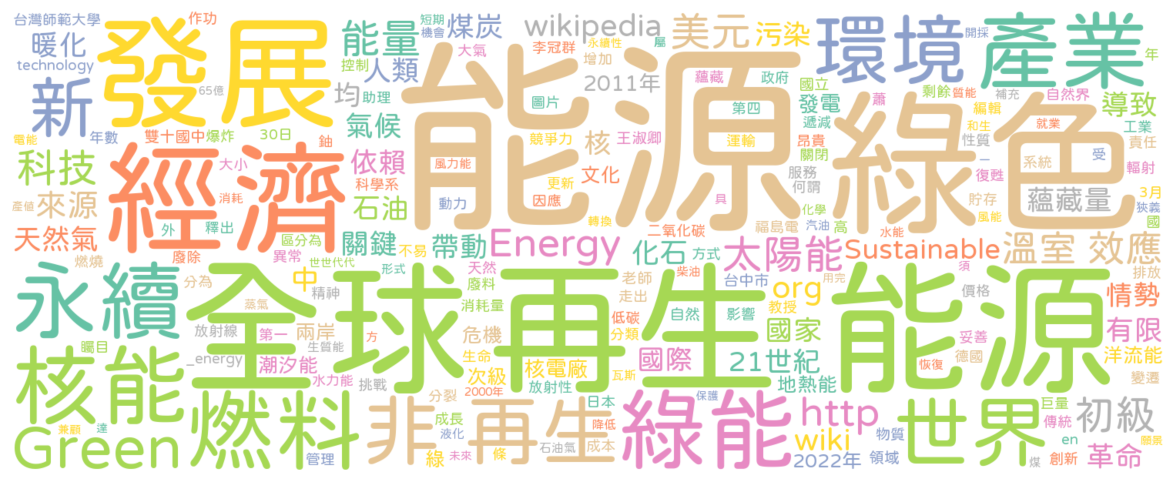 台灣師範大學
作功
短期
機會
煤炭
wikipedia
美元
污染
環境
產業
暖化
technology
發展
能量
控制
人類
大氣
李冠群
永續性
增加
屬
2011年
蘊藏
政府
國立
發電
遞減
剩餘
質能
開採
補充
自然界
年
導致
新
65億
均
助理
能源
圖片
第四
蕭
編輯
綠色
工業
電能
年數
雙十國中
爆炸
30日
鈾
氣候
競爭力
王淑卿
核
運輸
昂貴
關閉
和生
性質
就業
責任
科技
經濟
大小
依賴
風力能
科學系
文化
更新
因應
服務
何謂
一
復甦
系統
受
輻射
產值
來源
消耗
石油
動力
轉換
具
化學
貯存
蘊藏量
3月
狹義
天然氣
外
釋出
區分為
關鍵
不易
帶動
Energy
化石
二氧化碳
方式
福島電
汽油
高
風能
水能
國
燃燒
廢除
異常
世世代代
太陽能
Sustainable
溫室
效應
永續
分為
中
形式
精神
天然
廢料
老師
柴油
台中市
org
用完
須
排放
價格
情勢
全球再生能源
蒸氣
消耗量
走出
教授
放射線
第一
兩岸
方
危機
低碳
自然
影響
分類
國家
妥善
有限
矚目
核能
_energy
潮汐能
生質能
生命
次級
核電廠
國際
21世紀
德國
洋流能
水力能
挑戰
2000年
放射性
瓦斯
地熱能
恢復
變遷
燃料
分裂
非
再生
日本
保護
綠能
http
世界
巨量
初級
兼顧
達
Green
成長
液化
降低
wiki
物質
傳統
en
願景
管理
綠
未來
條
石油氣
成本
2022年
領域
煤
創新
革命